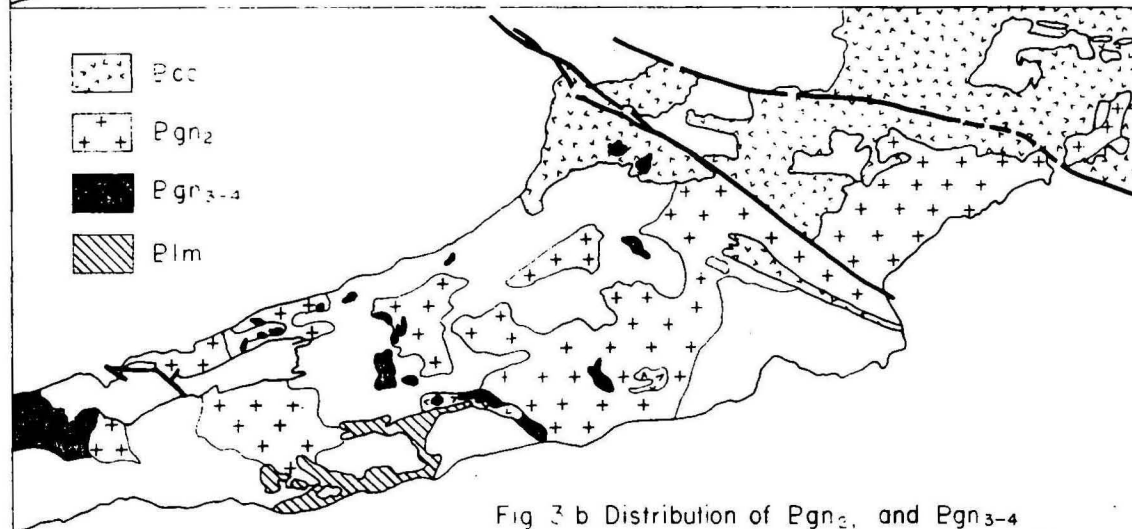 Pcc
Pgn₂
Pgn₃₋₄
Plm
Fig 3 b Distribution of Pgn₂, and Pgn₃₋₄